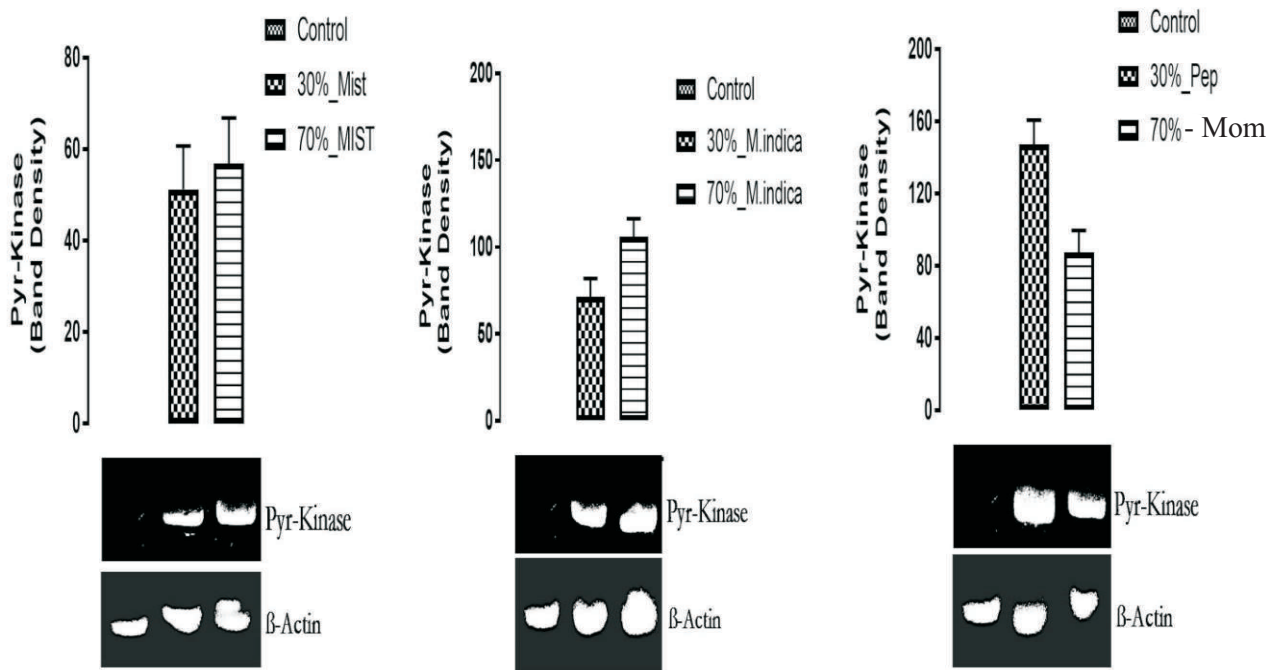 Control
30%_Mist
70%_MIST
Pyr-Kinase
(Band Density)
80
60
40
20
0
Pyr-Kinase
ß-Actin
Control
30%_M.indica
70%_M.indica
Pyr-Kinase
(Band Density)
200
150
100
50
0
Pyr-Kinase
ß-Actin
Control
30%_Pep
70%- Mom
Pyr-Kinase
(Band Density)
200
160
120
80
40
0
Pyr-Kinase
ß-Actin